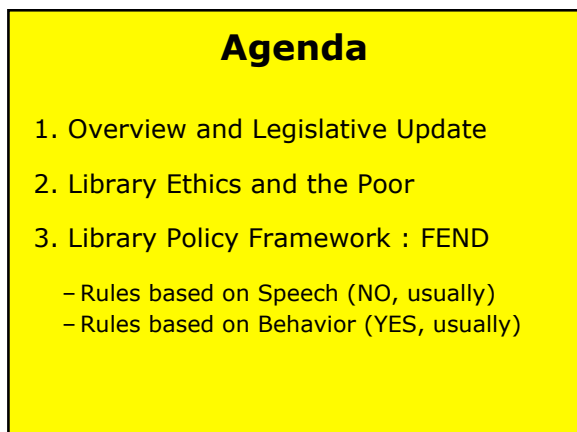 Agenda
1. Overview and Legislative Update
2. Library Ethics and the Poor
3. Library Policy Framework : FEND
– Rules based on Speech (NO, usually)
– Rules based on Behavior (YES, usually)